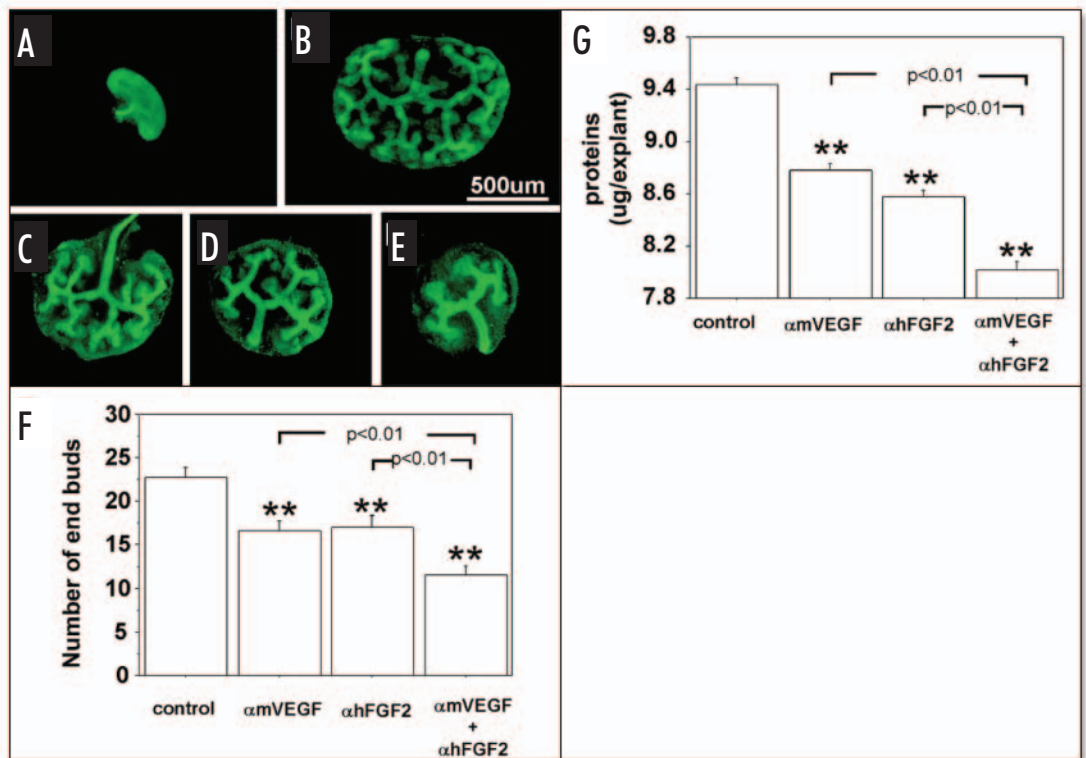 A
B
500um
C
D
E
F
Number of end buds
30
25
20
15
10
5
0
p<0.01
p<0.01
**
**
**
control
αmVEGF
αhFGF2
αmVEGF
+
αhFGF2
G
proteins
(ug/explant)
9.8
9.4
9.0
8.6
8.2
7.8
p<0.01
p<0.01
**
**
**
control
αmVEGF
αhFGF2
αmVEGF
+
αhFGF2